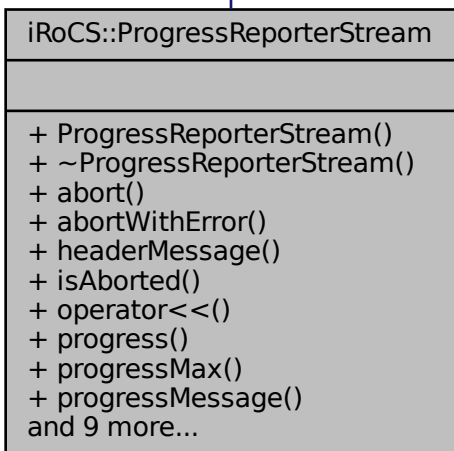 iRoCS::ProgressReporterStream
+ ProgressReporterStream()
+ ~ProgressReporterStream()
+ abort()
+ abortWithError()
+ headerMessage()
+ isAborted()
+ operator<<()
+ progress()
+ progressMax()
+ progressMessage()
and 9 more...